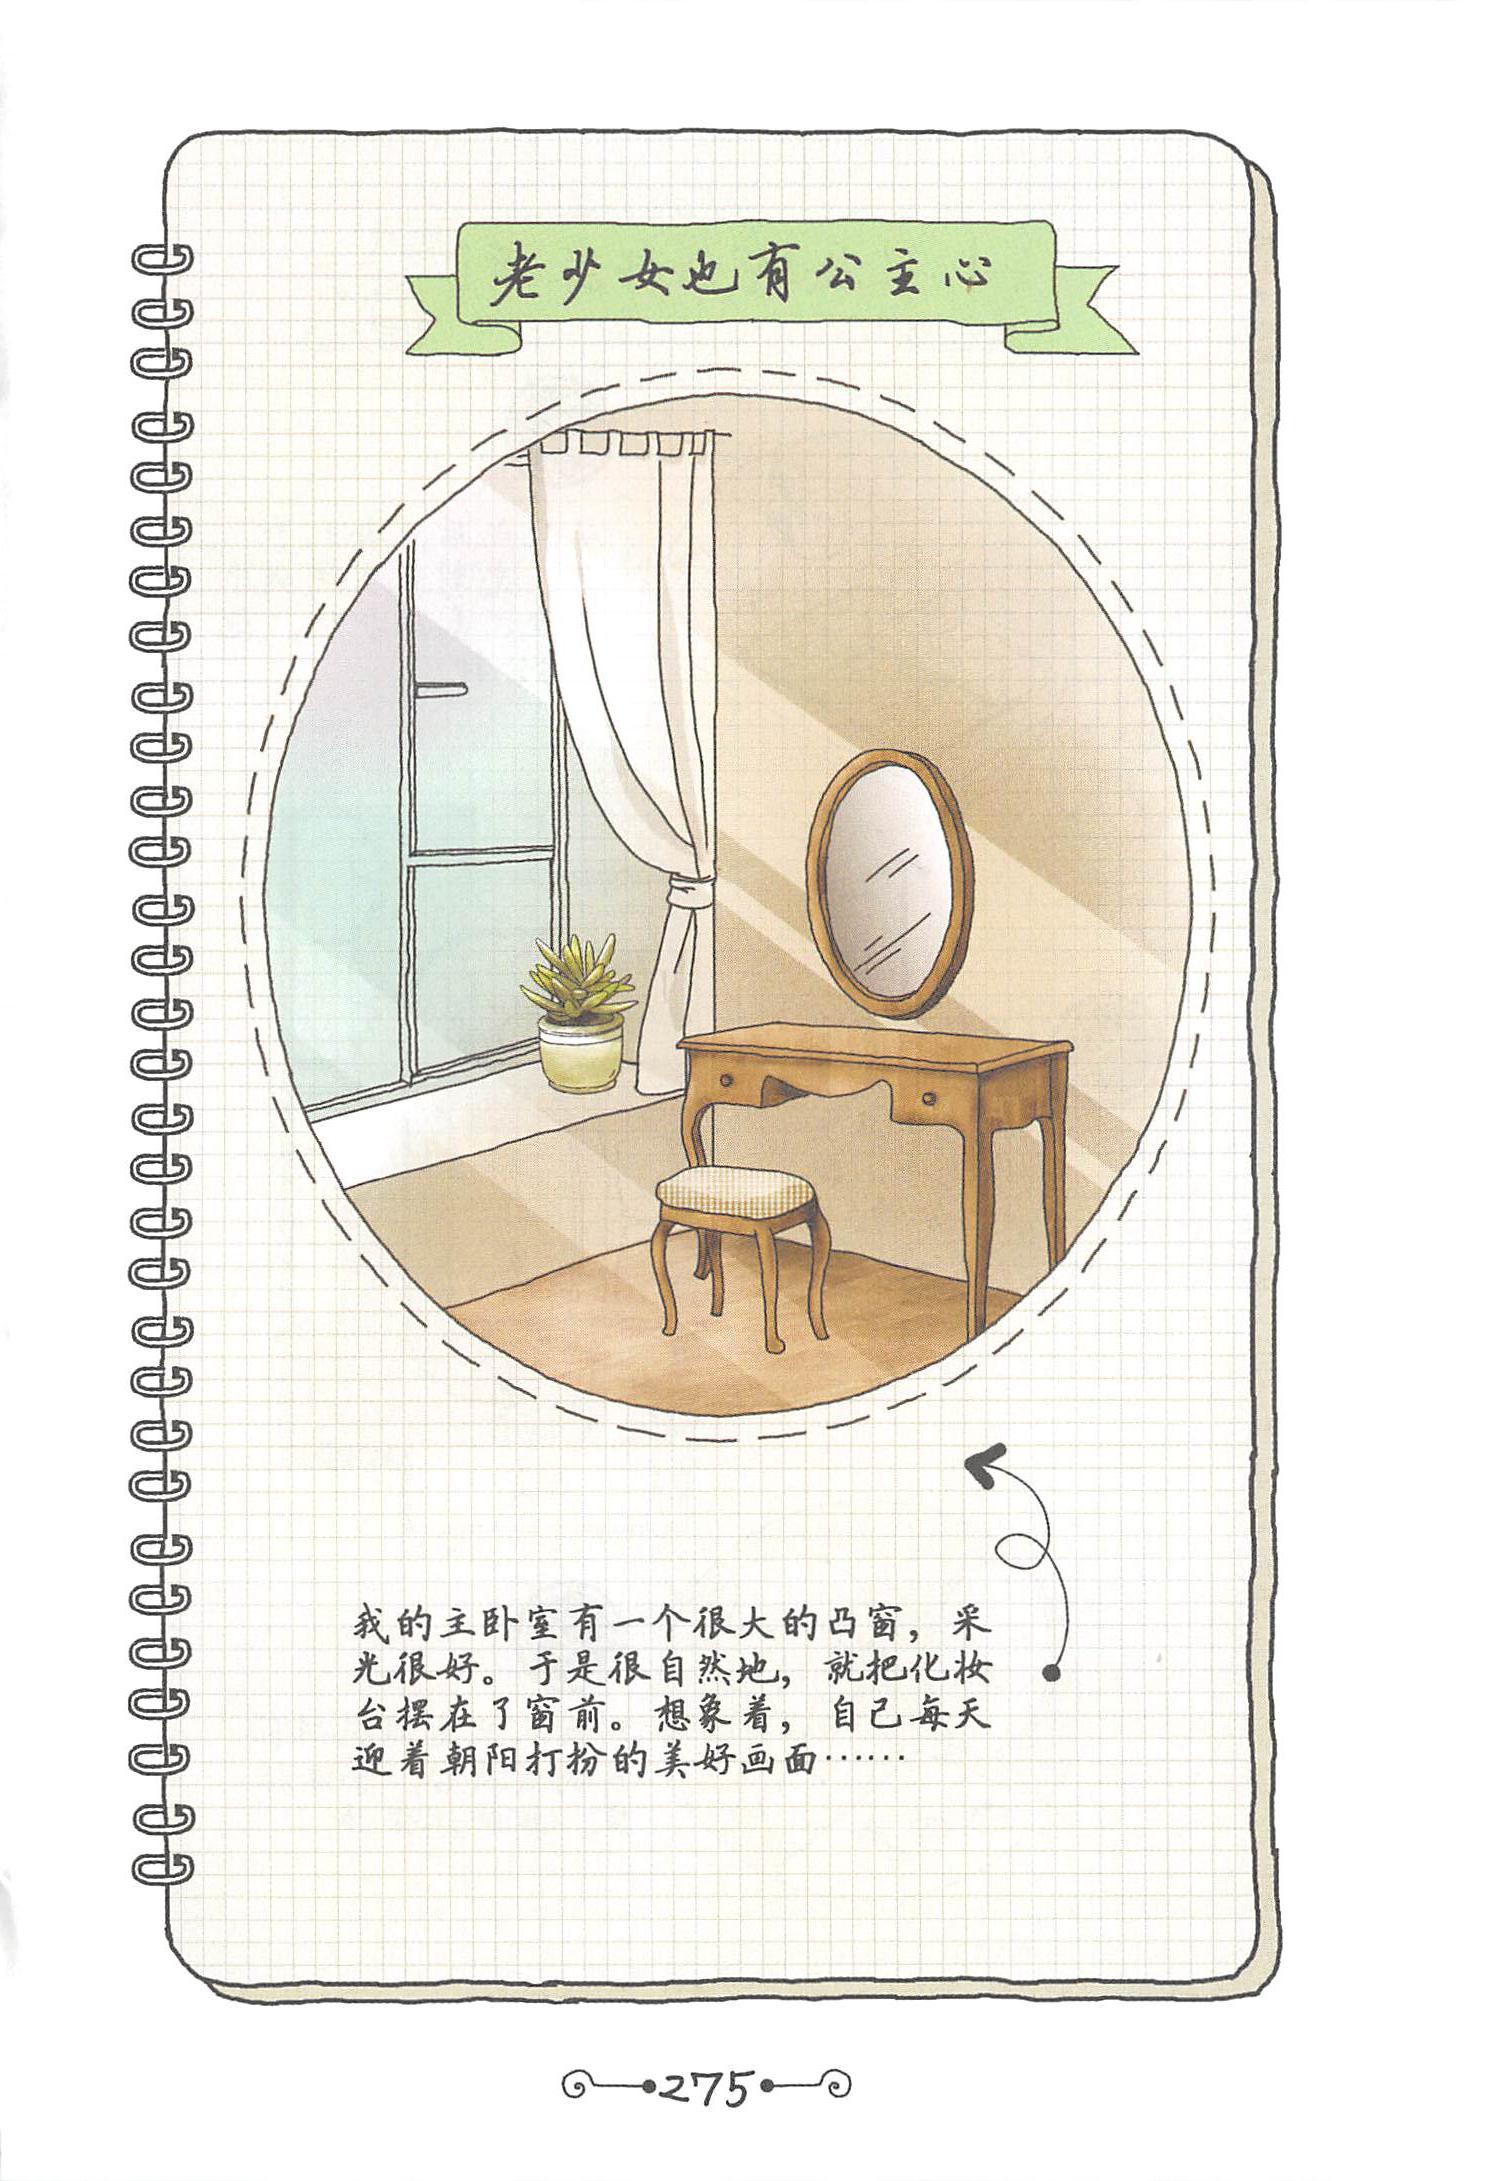 老少女也有公主心
我的主卧室有一个很大的凸窗，采
光很好。于是很自然地，就把化妆
台摆在了窗前。想象着，自己每天
迎着朝阳打扮的美好画面……
275